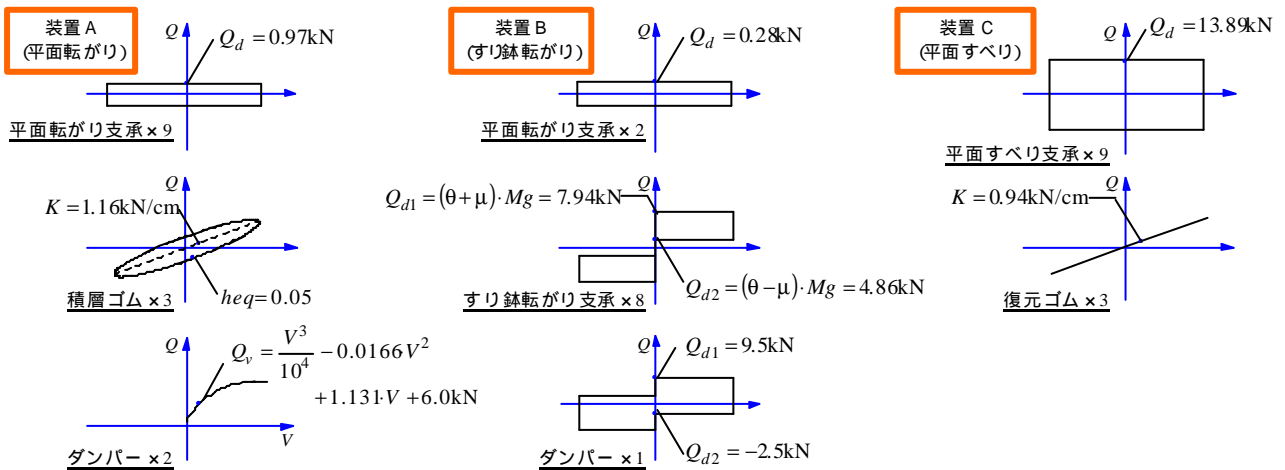 装置A
(平面転がり)
Q
Q_d = 0.97kN
平面転がり支承×9
Q
K = 1.16kN/cm
heq = 0.05
積層ゴム×3
Q
Q_v = V^3/10^4 − 0.0166·V^2
+1.131·V + 6.0kN
V
ダンパー×2
装置B
(すり鉢転がり)
Q
Q_d = 0.28kN
平面転がり支承×2
Q
Q_d1 = (θ+μ)·Mg = 7.94kN
Q_d2 = (θ−μ)·Mg = 4.86kN
すり鉢転がり支承×8
Q
Q_d1 = 9.5kN
Q_d2 = −2.5kN
ダンパー×1
装置C
(平面すべり)
Q
Q_d = 13.89kN
平面すべり支承×9
Q
K = 0.94kN/cm
復元ゴム×3